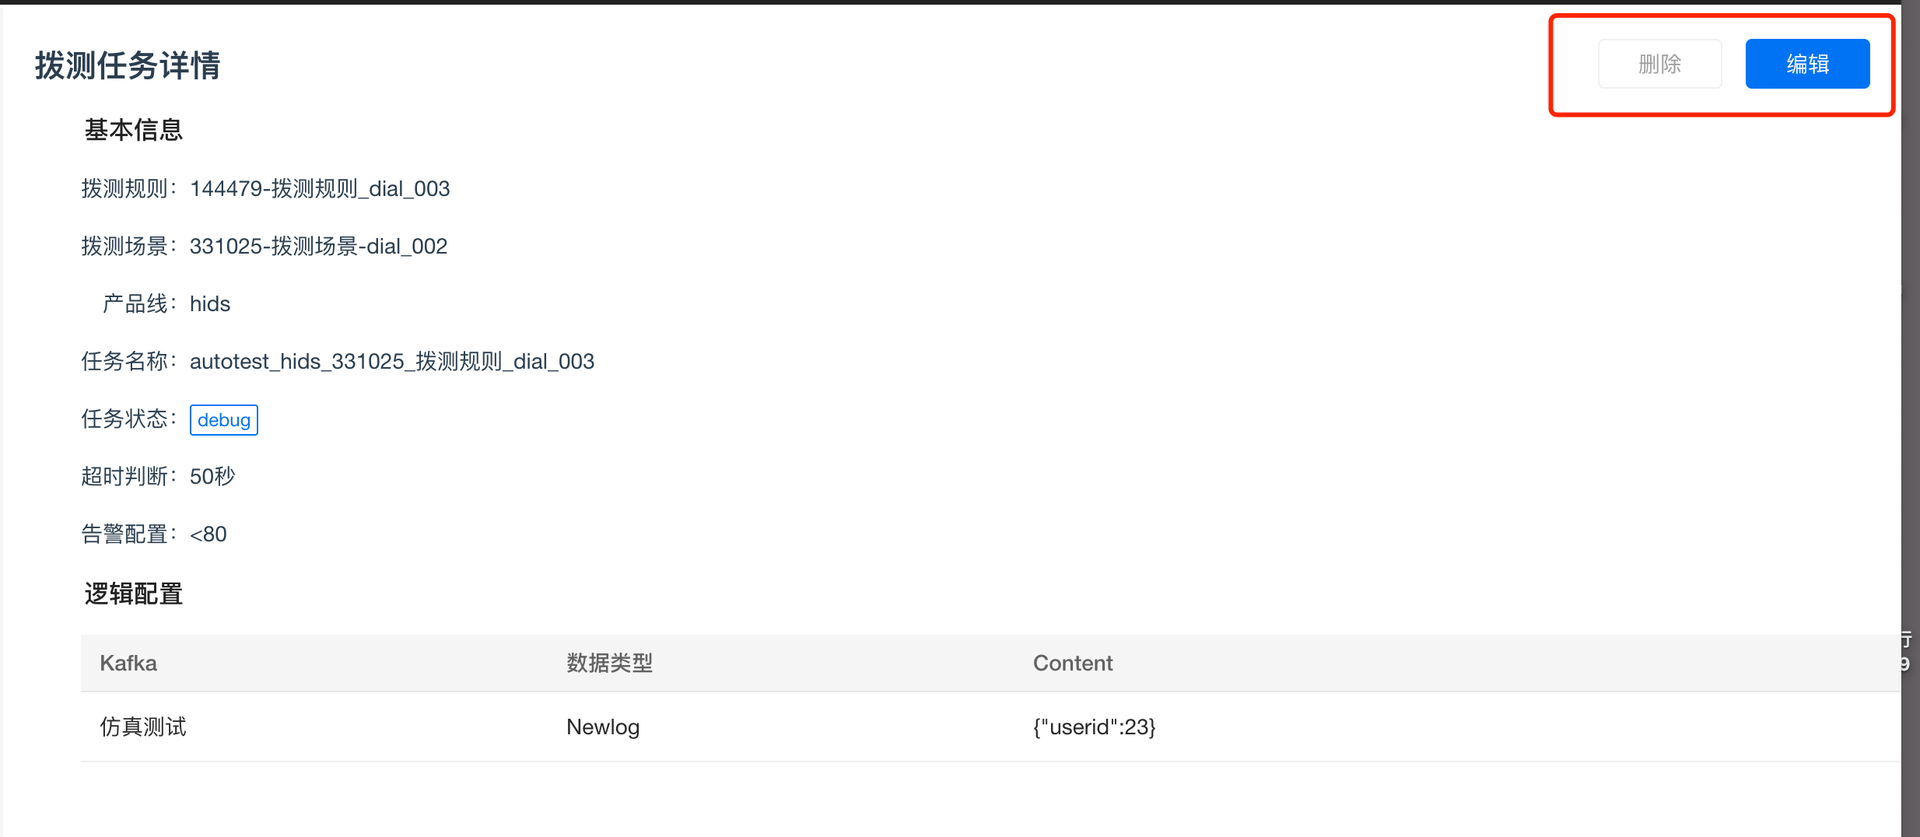 拨测任务详情
删除
编辑
基本信息
拨测规则：144479-拨测规则_dial_003
拨测场景：331025-拨测场景-dial_002
产品线：hids
任务名称：autotest_hids_331025_拨测规则_dial_003
任务状态：debug
超时判断：50秒
告警配置：<80
逻辑配置
Kafka 数据类型 Content
仿真测试 Newlog {"userid":23}
行
9